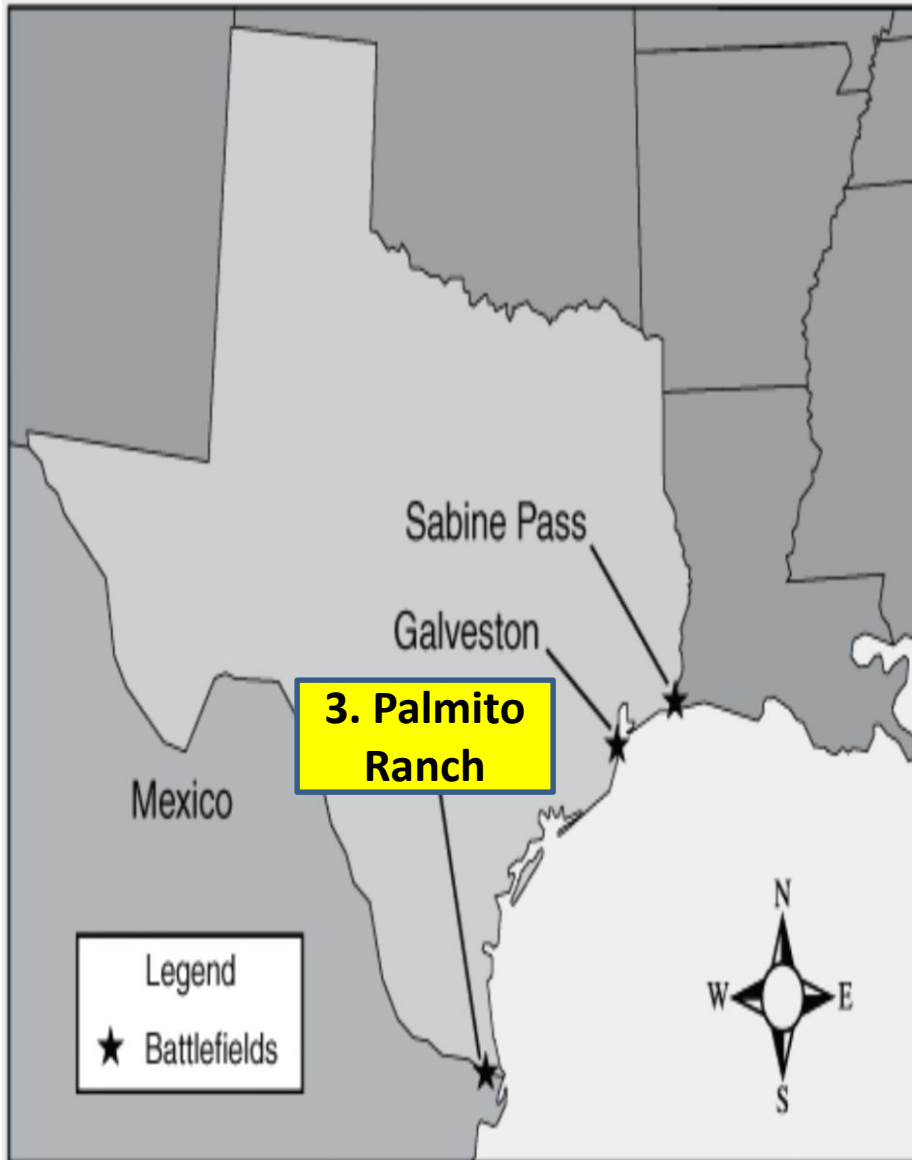 Sabine Pass
Galveston
3. Palmito
Ranch
Mexico
Legend
Battlefields
N
W E
S